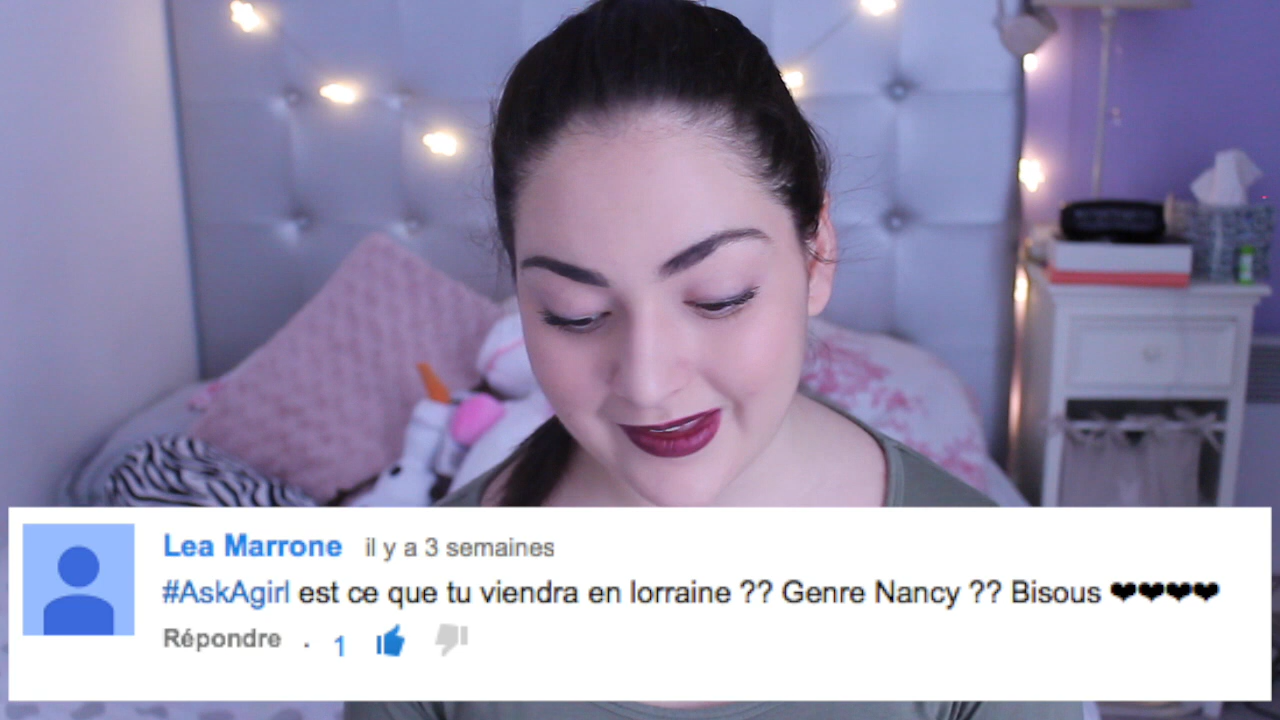 Lea Marrone il y a 3 semaines
#AskAgirl est ce que tu viendra en lorraine ?? Genre Nancy ?? Bisous ❤❤❤❤
Répondre . 1